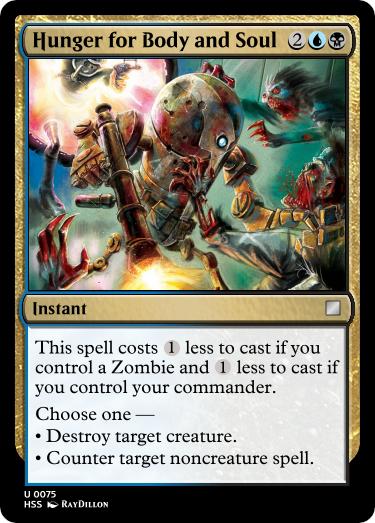 Hunger for Body and Soul 2
Instant
This spell costs 1 less to cast if you
control a Zombie and 1 less to cast if
you control your commander.
Choose one —
• Destroy target creature.
• Counter target noncreature spell.
U 0075
HSS RayDillon